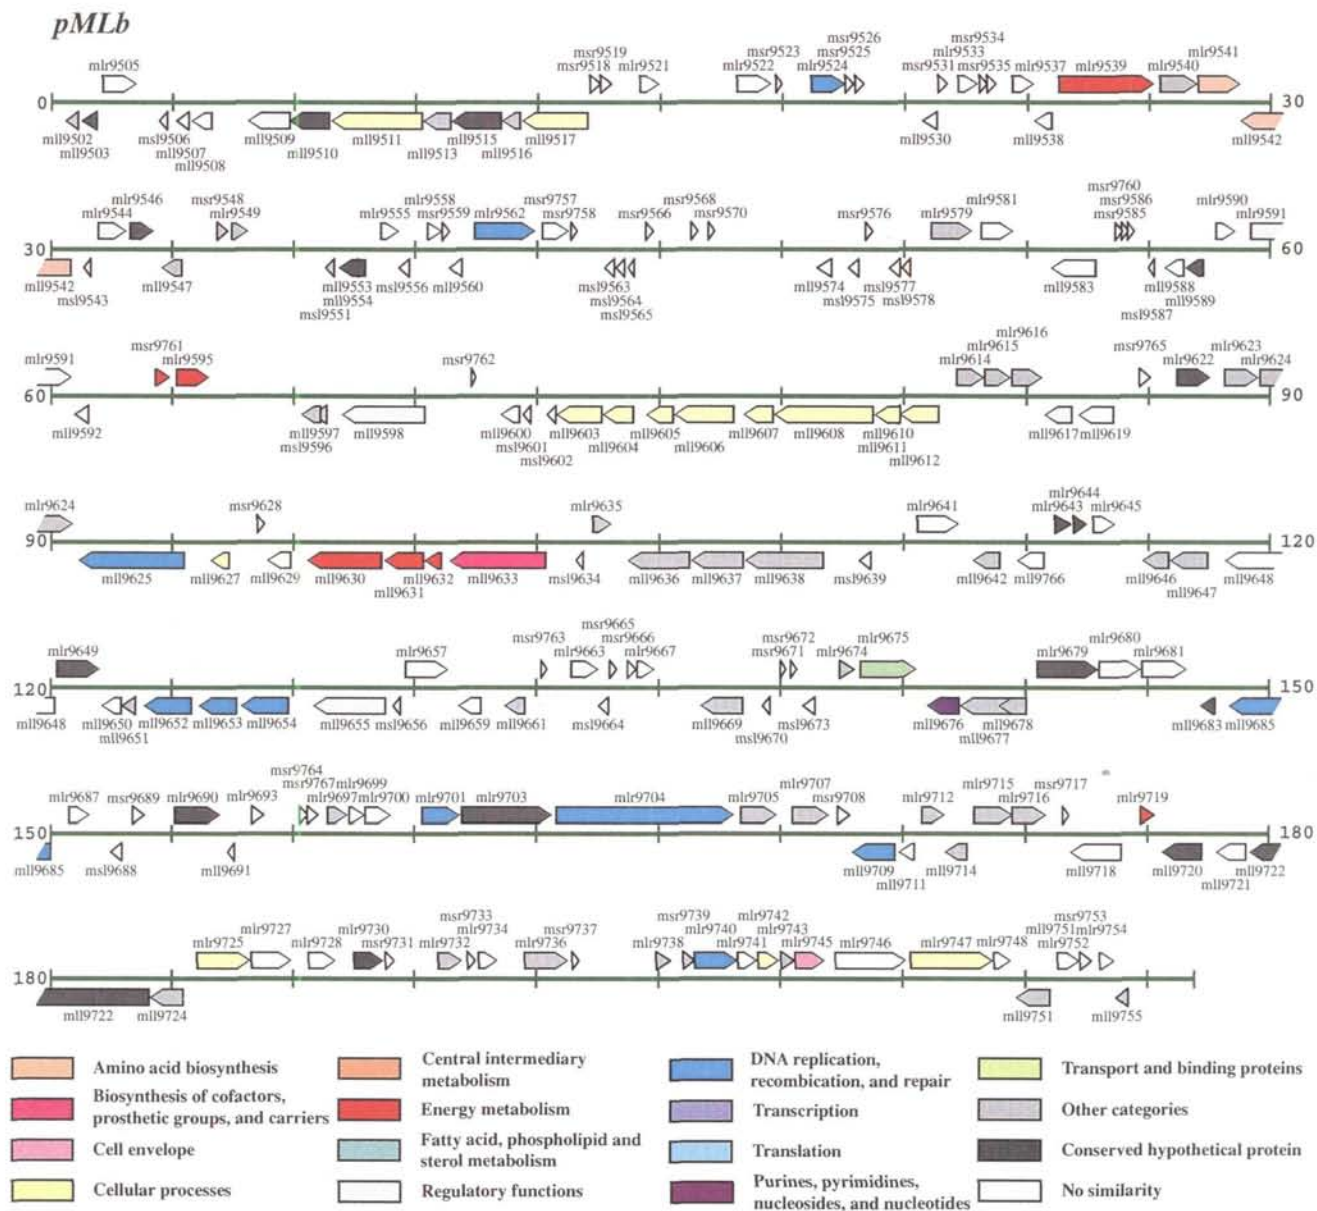 pMLb
msr9519 msr9526 msr9534
msr9523 msr9525 mlr9533 mlr9541
mlr9505 msr9518 mlr9521 mlr9522 mlr9524 msr9531 msr9535 mlr9537 mlr9539 mlr9540
0 30
mll9502 msl9506 mll9509 mll9511 mll9515 mll9517 mll9530 mll9538 mll9542
mll9503 mll9507 mll9510 mll9513 mll9516
mll9508
msr9760
mlr9546 msr9548 mlr9558 msr9757 msr9568 mlr9581 msr9586 mlr9590
mlr9544 mlr9549 mlr9555 msr9559 mlr9562 msr9758 msr9566 msr9570 msr9576 mlr9579 msr9585 mlr9591
30 60
mll9542 mll9547 mll9553 msl9556 mll9560 msl9563 mll9574 msl9577 mll9583 mll9588
msl9543 mll9554 msl9564 msl9575 msl9578 mll9589
msl9551 msl9565 msl9587
mlr9616
msr9761 mlr9615 msr9765 mlr9623
mlr9591 mlr9595 msr9762 mlr9614 mlr9622 mlr9624
60 90
mll9592 mll9597 mll9598 mll9600 mll9603 mll9605 mll9607 mll9608 mll9610 mll9617 mll9619
msl9596 msl9601 mll9604 mll9606 mll9611
msl9602 mll9612
mlr9644
mlr9624 msr9628 mlr9635 mlr9641 mlr9643 mlr9645
90 120
mll9625 mll9627 mll9629 mll9630 mll9632 mll9633 msl9634 mll9636 mll9637 mll9638 msl9639 mll9642 mll9766 mll9646 mll9648
mll9631 mll9647
msr9665
msr9763 msr9666 msr9672 mlr9675 mlr9680
mlr9649 mlr9657 mlr9663 mlr9667 msr9671 mlr9674 mlr9679 mlr9681
120 150
mll9648 mll9650 mll9652 mll9653 mll9654 mll9655 msl9656 mll9659 mll9661 msl9664 mll9669 msl9673 mll9676 mll9678 mll9683 mll9685
mll9651 msl9670 mll9677
msr9764
mlr9699
mlr9687 msr9689 mlr9690 mlr9693 msr9767 mlr9697 mlr9700 mlr9701 mlr9703 mlr9704 mlr9705 mlr9707 msr9708 mlr9712 mlr9715 mlr9716 msr9717 mlr9719
150 180
mll9685 msl9688 mll9691 mll9709 mll9711 mll9714 mll9718 mll9720 mll9721 mll9722
msr9733 mlr9742 msr9753
mlr9727 mlr9730 mlr9734 msr9737 msr9739 mlr9740 mlr9743 mll9751 mlr9754
mlr9725 mlr9728 msr9731 mlr9732 mlr9736 mlr9738 mlr9741 mlr9745 mlr9746 mlr9747 mlr9748 mlr9752
180
mll9722 mll9724 mll9751 mll9755
Amino acid biosynthesis
Biosynthesis of cofactors,
prosthetic groups, and carriers
Cell envelope
Cellular processes
Central intermediary
metabolism
Energy metabolism
Fatty acid, phospholipid and
sterol metabolism
Regulatory functions
DNA replication,
recombination, and repair
Transcription
Translation
Purines, pyrimidines,
nucleosides, and nucleotides
Transport and binding proteins
Other categories
Conserved hypothetical protein
No similarity